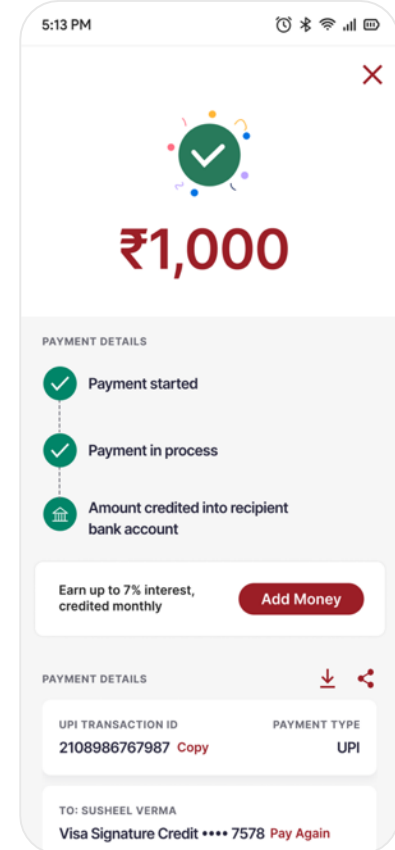 5:13 PM
₹1,000
PAYMENT DETAILS
Payment started
Payment in process
Amount credited into recipient
bank account
Earn up to 7% interest,
credited monthly
Add Money
PAYMENT DETAILS
UPI TRANSACTION ID
PAYMENT TYPE
2108986767987 Copy
UPI
TO: SUSHEEL VERMA
Visa Signature Credit •••• 7578 Pay Again